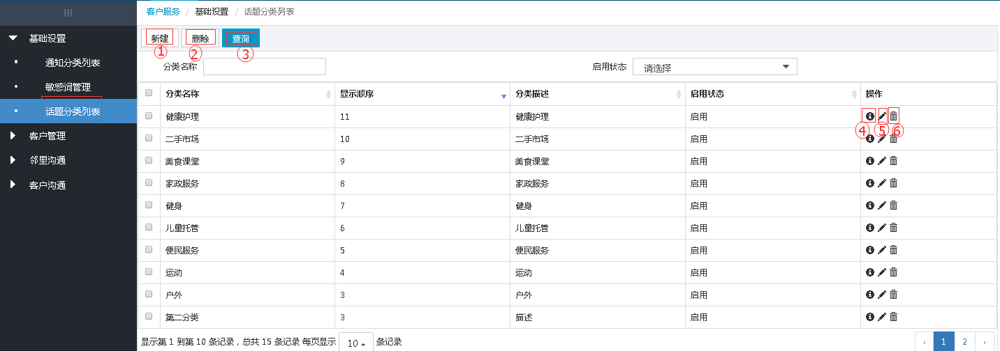 客户服务 / 基础设置 / 话题分类列表
基础设置
通知分类列表
敏感词管理
话题分类列表
客户管理
邻里沟通
客户沟通
新建 删除 查询
① ② ③
分类名称 启用状态 请选择
分类名称 显示顺序 分类描述 启用状态 操作
健康护理 11 健康护理 启用
④ ⑤ ⑥
二手市场 10 二手市场 启用
美食课堂 9 美食课堂 启用
家政服务 8 家政服务 启用
健身 7 健身 启用
儿童托管 6 儿童托管 启用
便民服务 5 便民服务 启用
运动 4 运动 启用
户外 3 户外 启用
第二分类 3 描述 启用
显示第 1 到第 10 条记录，总共 15 条记录 每页显示 10 条记录
‹ 1 2 ›